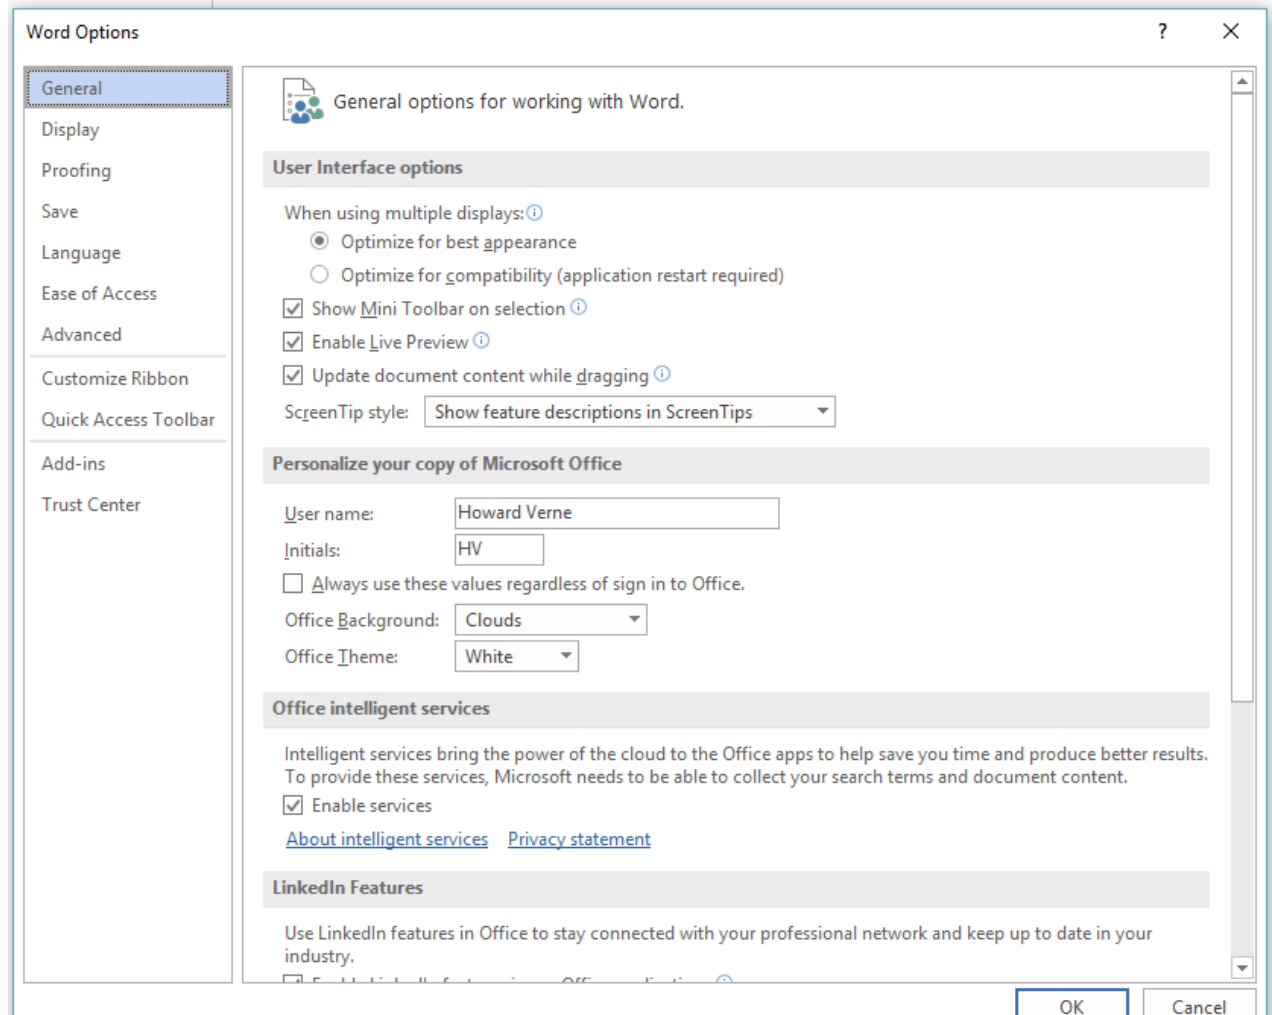 Word Options
?
General
Display
Proofing
Save
Language
Ease of Access
Advanced
Customize Ribbon
Quick Access Toolbar
Add-ins
Trust Center
General options for working with Word.
User Interface options
When using multiple displays:
Optimize for best appearance
Optimize for compatibility (application restart required)
Show Mini Toolbar on selection
Enable Live Preview
Update document content while dragging
ScreenTip style: Show feature descriptions in ScreenTips
Personalize your copy of Microsoft Office
User name: Howard Verne
Initials: HV
Always use these values regardless of sign in to Office.
Office Background: Clouds
Office Theme: White
Office intelligent services
Intelligent services bring the power of the cloud to the Office apps to help save you time and produce better results.
To provide these services, Microsoft needs to be able to collect your search terms and document content.
Enable services
About intelligent services Privacy statement
LinkedIn Features
Use LinkedIn features in Office to stay connected with your professional network and keep up to date in your
industry.
OK Cancel